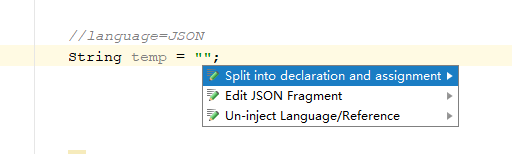 //language=JSON
String temp = "";
Split into declaration and assignment
Edit JSON Fragment
Un-inject Language/Reference